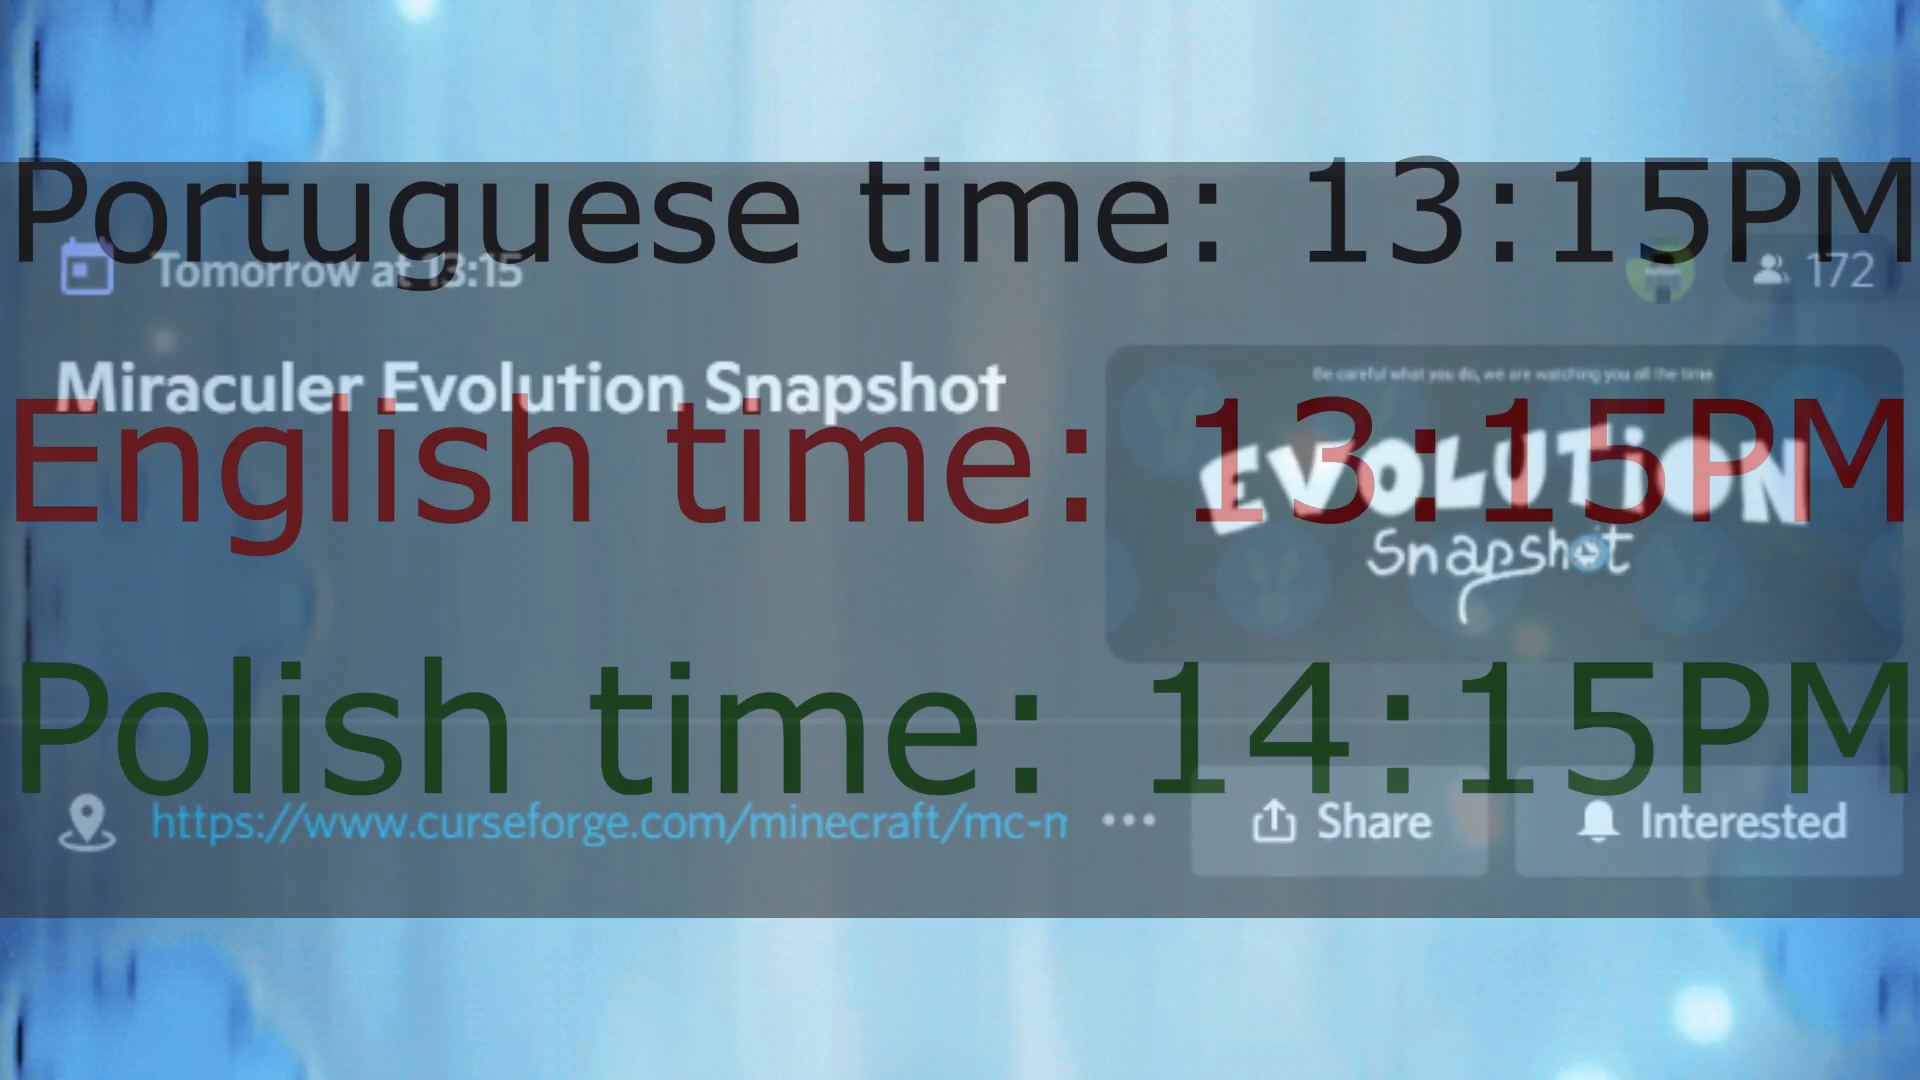 Portuguese time: 13:15PM
Tomorrow at 13:15
172
Miraculer Evolution Snapshot
Be careful what you do, we are watching you all the time
English time: 13:15PM
EVOLUTiON
Snapshot
Polish time: 14:15PM
https://www.curseforge.com/minecraft/mc-m
...
Share
Interested